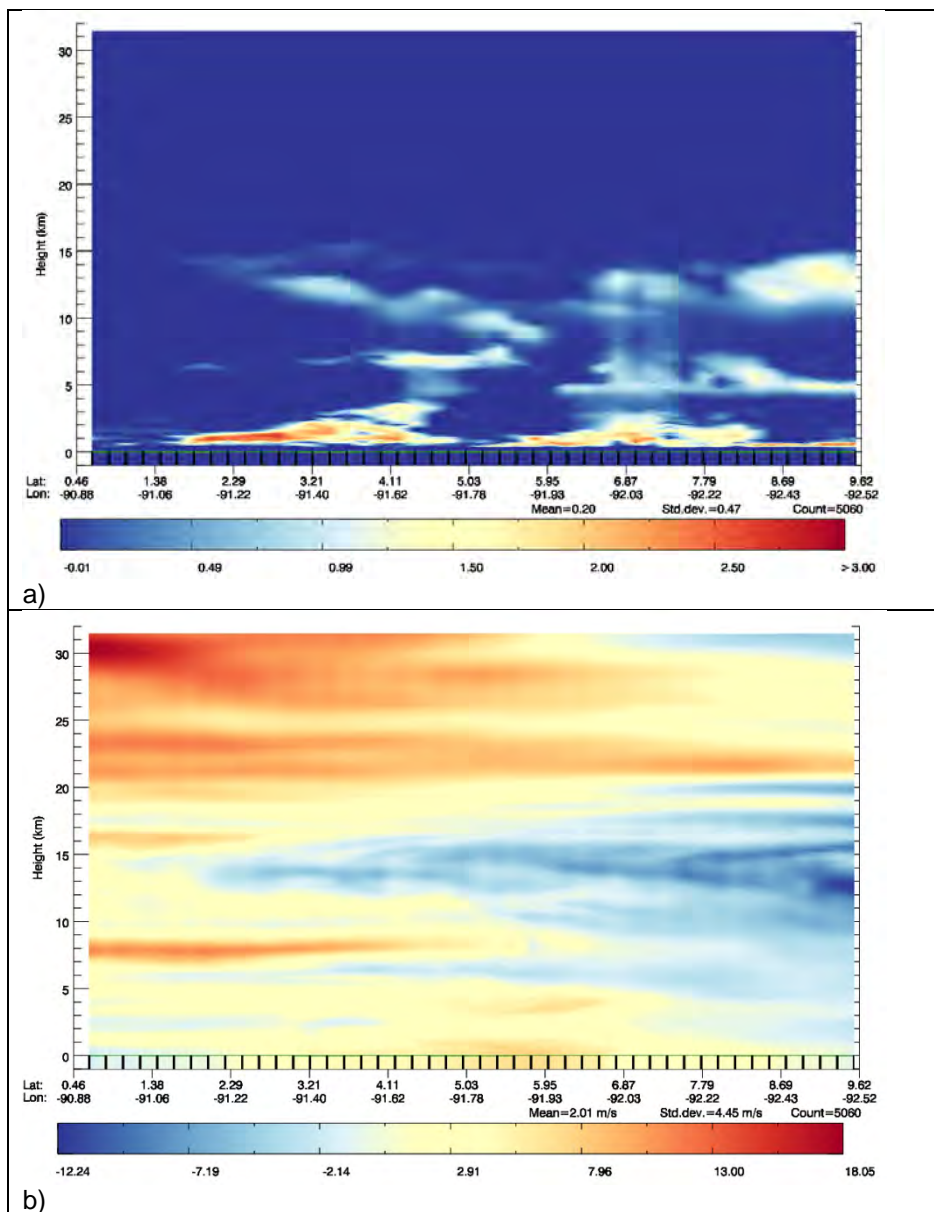 30
25
20
15
10
5
0
Height (km)
Lat: 0.46 1.38 2.29 3.21 4.11 5.03 5.95 6.87 7.79 8.69 9.62
Lon: -90.88 -91.06 -91.22 -91.40 -91.62 -91.78 -91.93 -92.03 -92.22 -92.43 -92.52
Mean=0.20 Std.dev.=0.47 Count=5060
-0.01 0.49 0.99 1.50 2.00 2.50 > 3.00
a)
30
25
20
15
10
5
0
Height (km)
Lat: 0.46 1.38 2.29 3.21 4.11 5.03 5.95 6.87 7.79 8.69 9.62
Lon: -90.88 -91.06 -91.22 -91.40 -91.62 -91.78 -91.93 -92.03 -92.22 -92.43 -92.52
Mean=2.01 m/s Std.dev.=4.45 m/s Count=5060
-12.24 -7.19 -2.14 2.91 7.96 13.00 18.05
b)